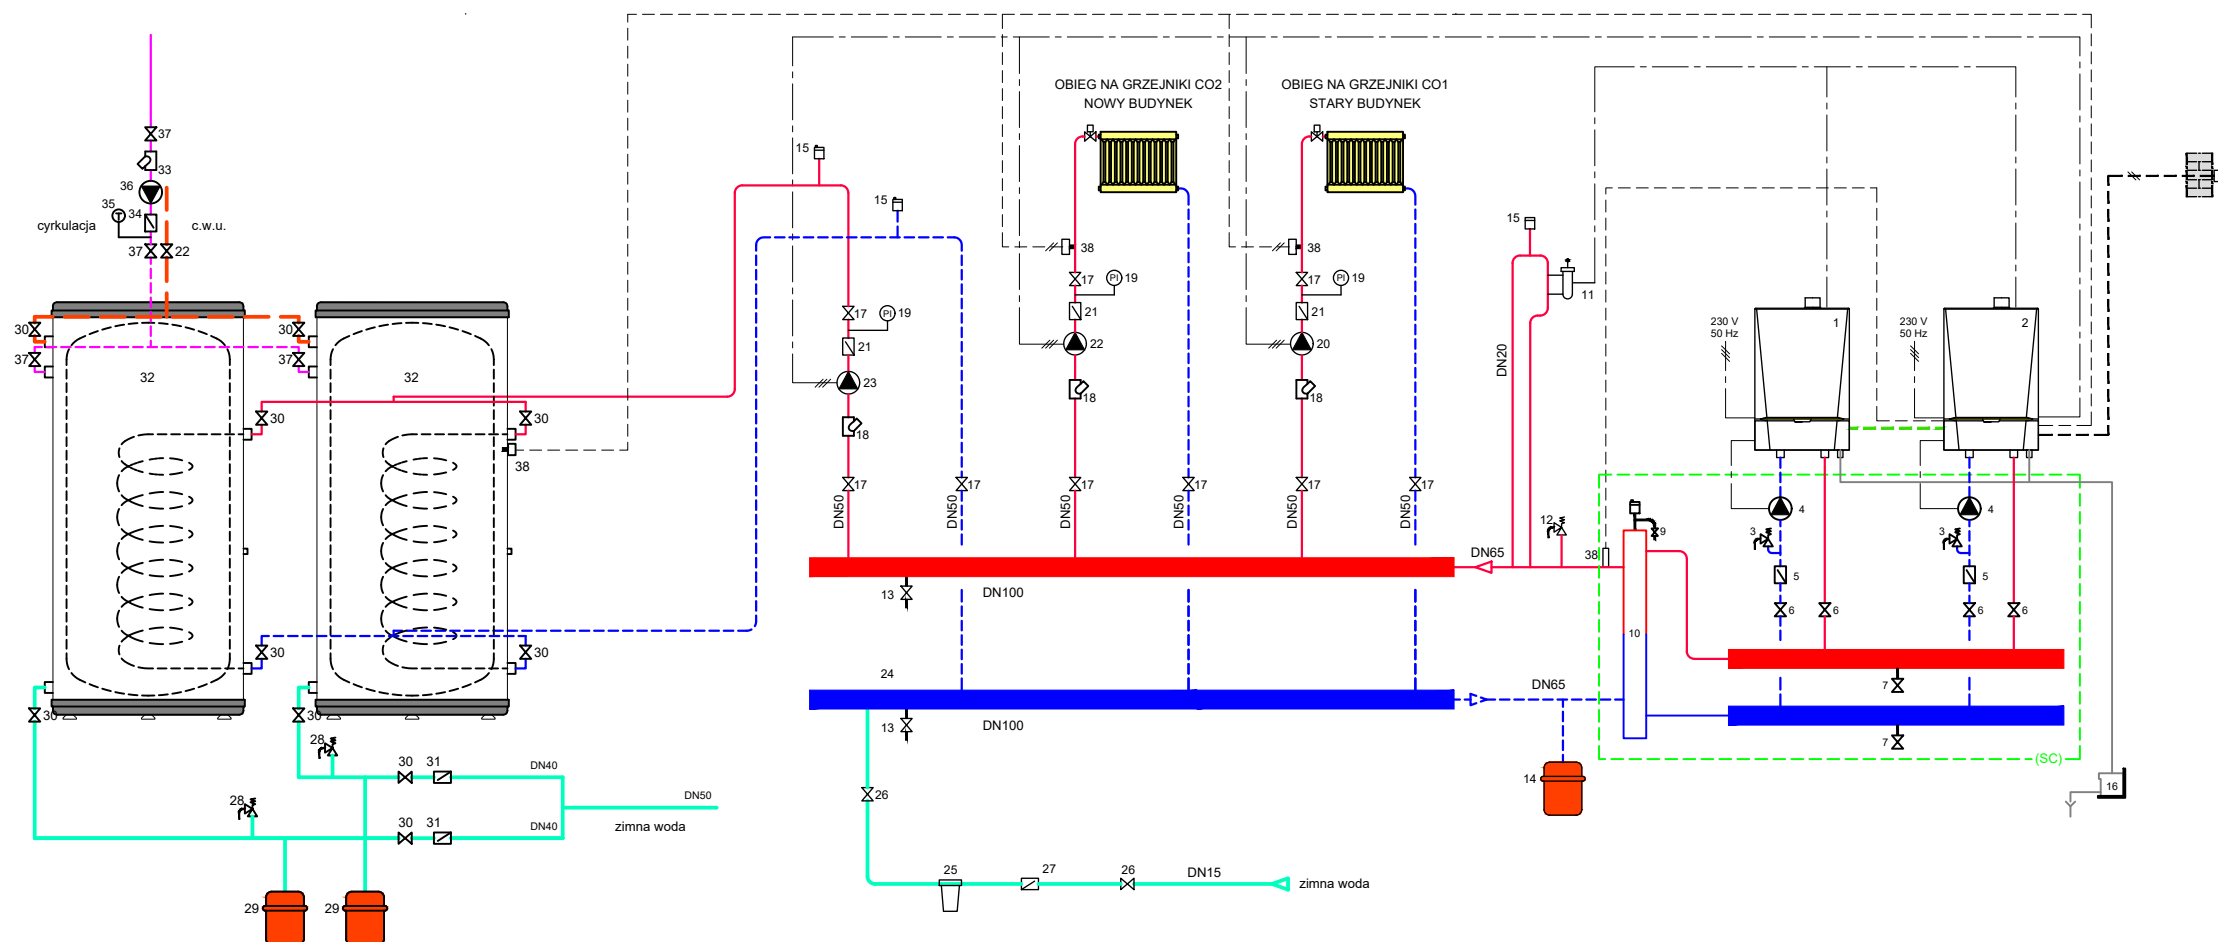 OBIEG NA GRZEJNIKI CO2
NOWY BUDYNEK
OBIEG NA GRZEJNIKI CO1
STARY BUDYNEK
37
33
36
35
34
cyrkulacja
c.w.u.
37
22
15
15
15
38
38
17
19
17
19
11
17
19
21
21
21
22
20
23
18
18
18
30
30
37
37
32
32
30
30
38
230 V
50 Hz
1
230 V
50 Hz
2
DN20
17
17
17
17
17
17
DN50
DN50
DN50
DN50
DN50
DN50
12
9
4
4
3
3
38
5
5
6
6
6
6
DN65
13
DN100
10
30
30
24
DN65
7
13
DN100
7
30
30
28
30
31
DN40
DN50
28
30
31
DN40
zimna woda
26
14
(SC)
16
25
27
26
DN15
zimna woda
29
29